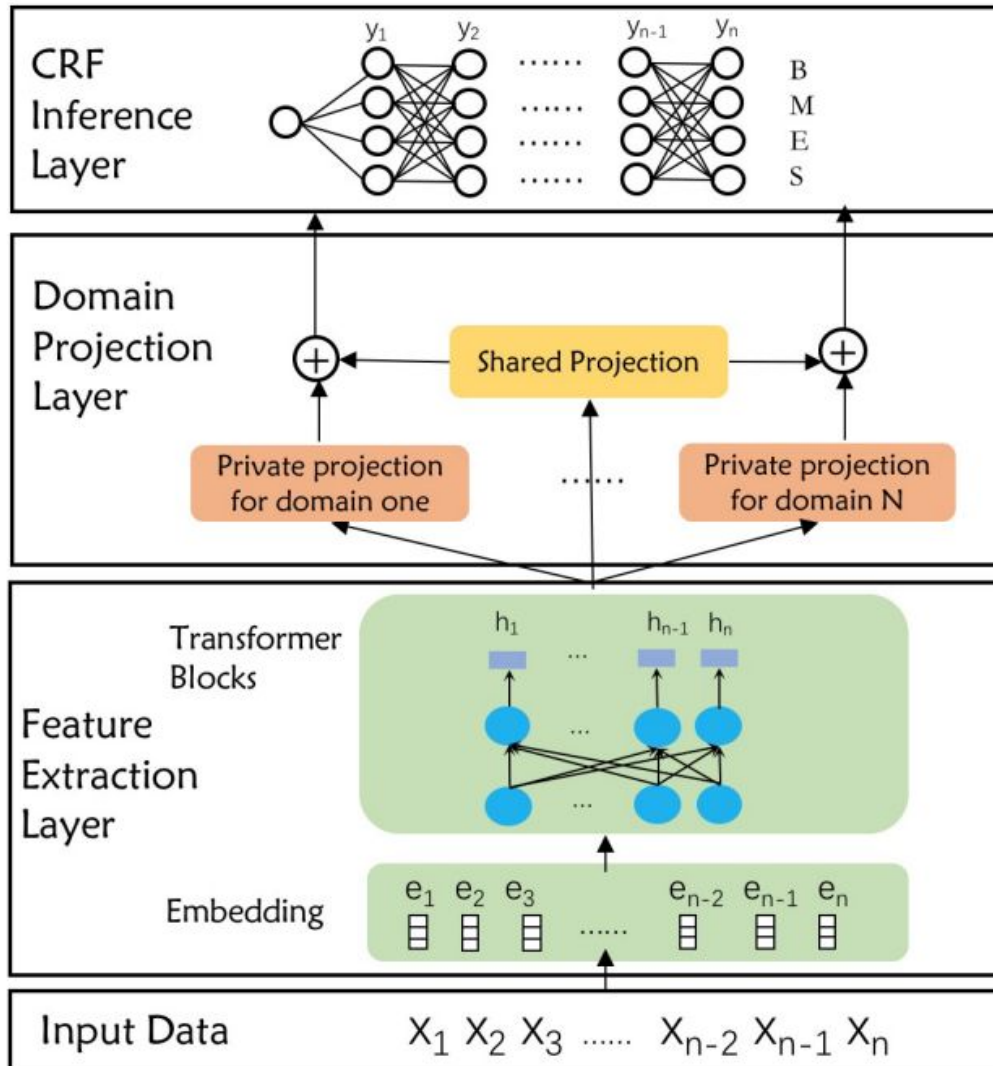 CRF
Inference
Layer
y₁ y₂ ...... yₙ₋₁ yₙ
...... B
...... M
...... E
...... S
Domain
Projection
Layer
+ Shared Projection +
Private projection
for domain one
......
Private projection
for domain N
Feature
Extraction
Layer
Transformer
Blocks
h₁ ... hₙ₋₁ hₙ
...
...
Embedding
e₁ e₂ e₃ ...... eₙ₋₂ eₙ₋₁ eₙ
Input Data X₁ X₂ X₃ ...... Xₙ₋₂ Xₙ₋₁ Xₙ